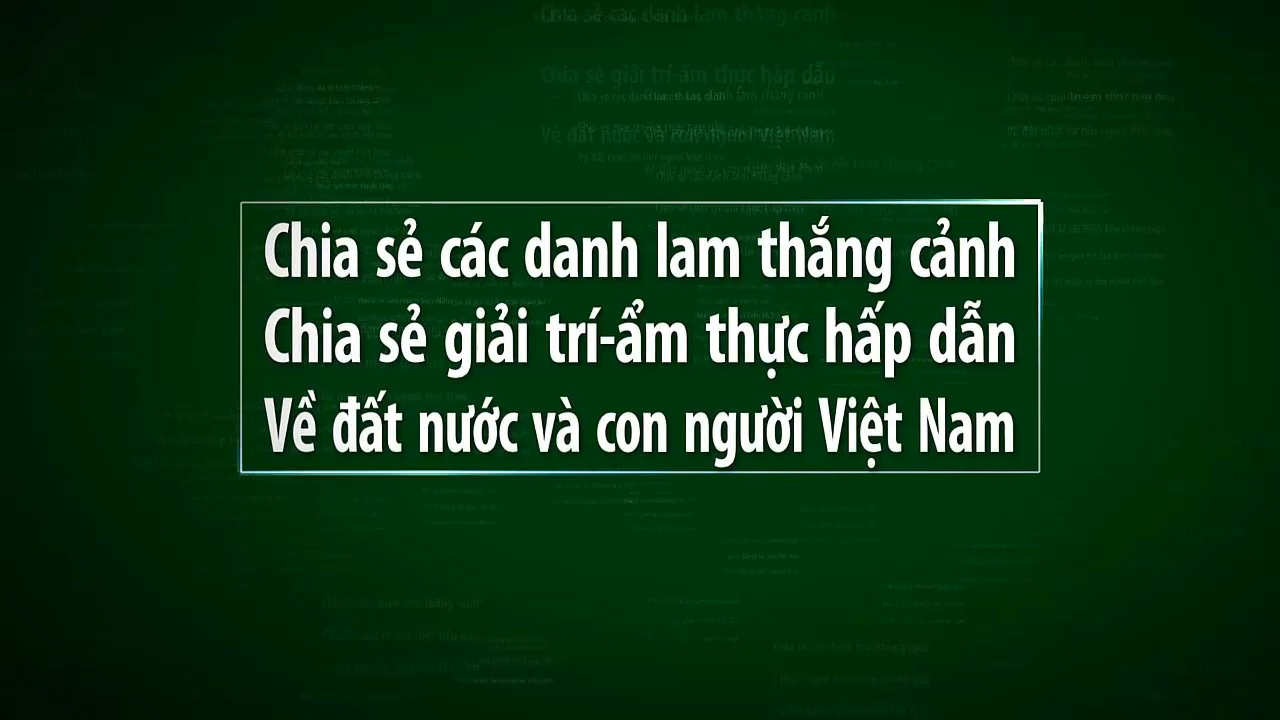 Chia sẻ các danh lam thắng cảnh
Chia sẻ giải trí-ẩm thực hấp dẫn
Về đất nước và con người Việt Nam